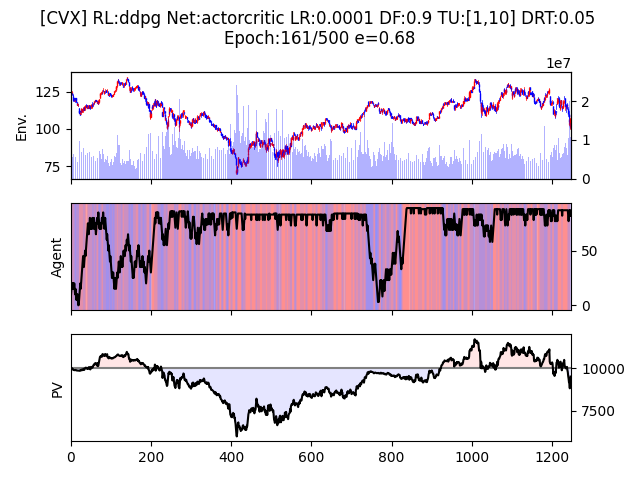 [CVX] RL:ddpg Net:actorcritic LR:0.0001 DF:0.9 TU:[1,10] DRT:0.05
Epoch:161/500 e=0.68
1e7
125
100
75
Env.
2
1
0
Agent
50
0
PV
10000
7500
0 200 400 600 800 1000 1200